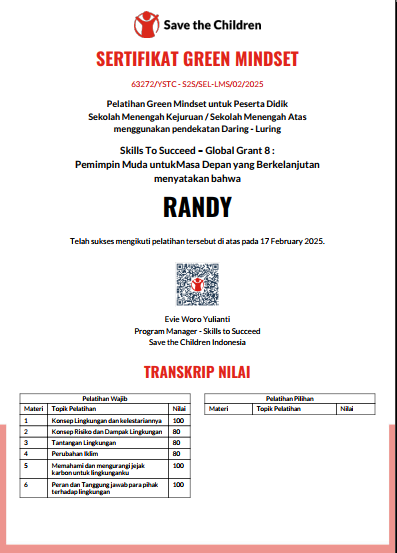 Save the Children
SERTIFIKAT GREEN MINDSET
63272/YSTC - S2S/SEL-LMS/02/2025
Pelatihan Green Mindset untuk Peserta Didik
Sekolah Menengah Kejuruan / Sekolah Menengah Atas
menggunakan pendekatan Daring - Luring
Skills To Succeed – Global Grant 8 :
Pemimpin Muda untukMasa Depan yang Berkelanjutan
menyatakan bahwa
RANDY
Telah sukses mengikuti pelatihan tersebut di atas pada 17 February 2025.
Evie Woro Yulianti
Program Manager - Skills to Succeed
Save the Children Indonesia
TRANSKRIP NILAI
Pelatihan Wajib
Materi Topik Pelatihan Nilai
1 Konsep Lingkungan dan kelestariannya 100
2 Konsep Risiko dan Dampak Lingkungan 80
3 Tantangan Lingkungan 80
4 Perubahan Iklim 80
5 Memahami dan mengurangi jejak 100
karbon untuk lingkunganku
6 Peran dan Tanggung jawab para pihak 100
terhadap lingkungan
Pelatihan Pilihan
Materi Topik Pelatihan Nilai